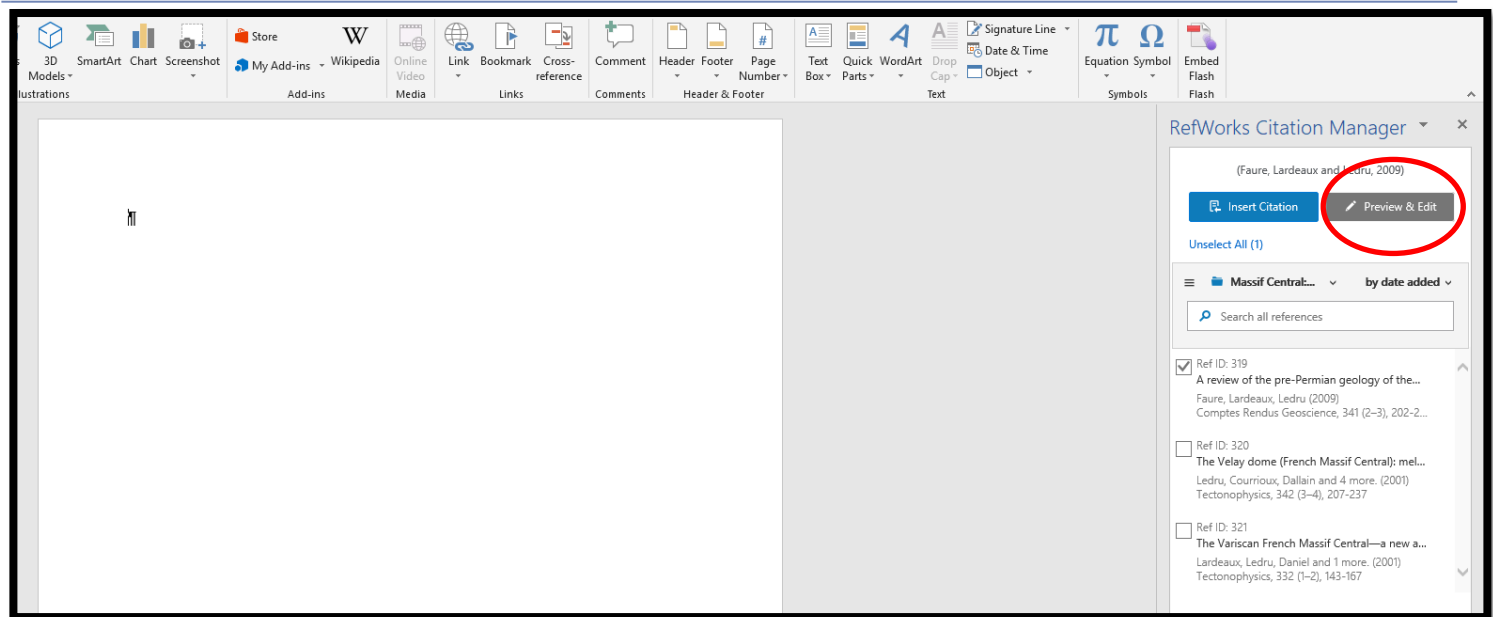 s 3D Models SmartArt Chart Screenshot
lustrations
Store
My Add-ins
Wikipedia
Add-ins
Online Video
Media
Link Bookmark Cross-reference
Links
Comment
Comments
Header Footer Page Number
Header & Footer
Text Box Quick Parts WordArt Drop Cap
Signature Line
Date & Time
Object
Text
π Ω
Equation Symbol
Symbols
Embed Flash
Flash
¶
RefWorks Citation Manager
(Faure, Lardeaux and Ledru, 2009)
Insert Citation Preview & Edit
Unselect All (1)
Massif Central:... by date added
Search all references
Ref ID: 319
A review of the pre-Permian geology of the...
Faure, Lardeaux, Ledru (2009)
Comptes Rendus Geoscience, 341 (2–3), 202-2...
Ref ID: 320
The Velay dome (French Massif Central): mel...
Ledru, Courrioux, Dallain and 4 more. (2001)
Tectonophysics, 342 (3–4), 207-237
Ref ID: 321
The Variscan French Massif Central—a new a...
Lardeaux, Ledru, Daniel and 1 more. (2001)
Tectonophysics, 332 (1–2), 143-167